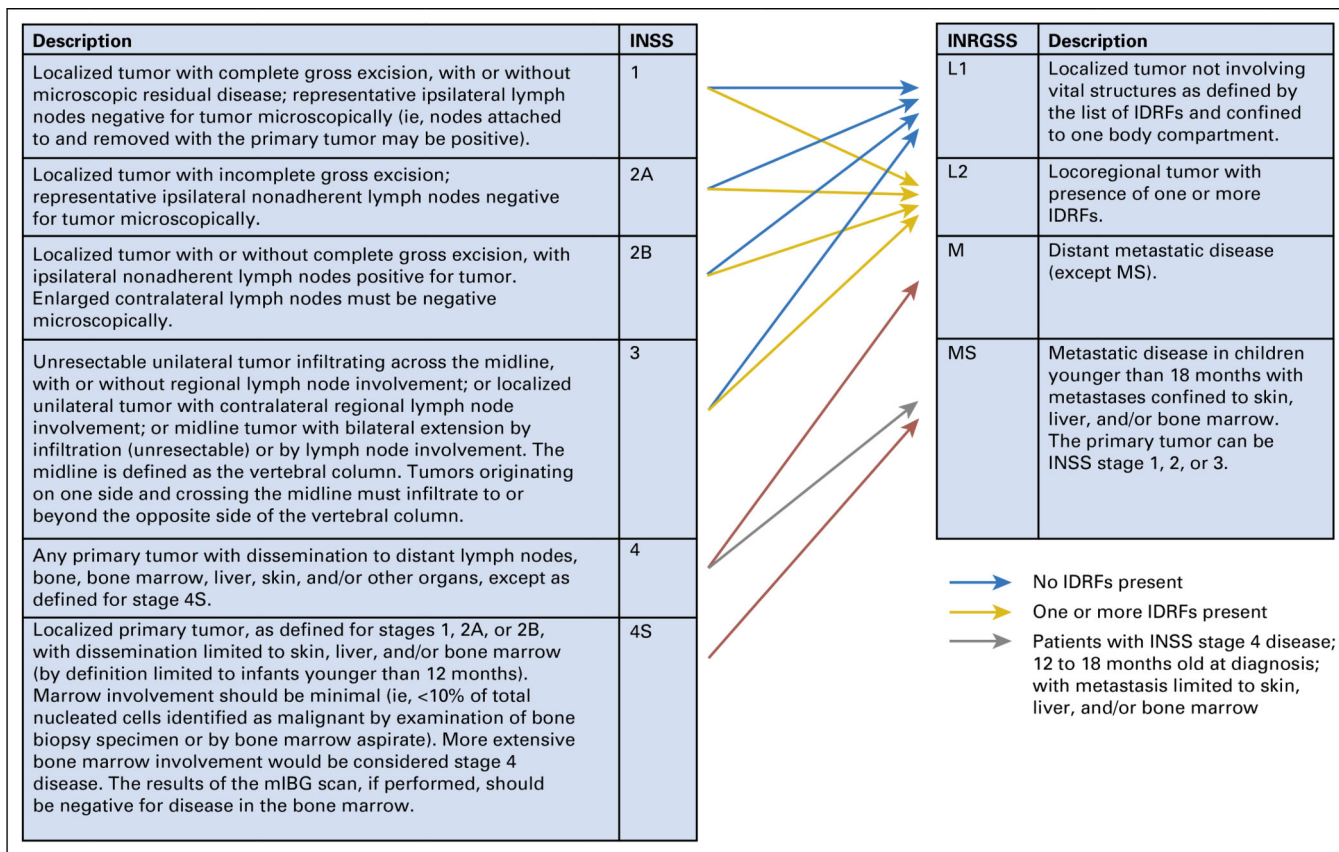 Description INSS
Localized tumor with complete gross excision, with or without 1
microscopic residual disease; representative ipsilateral lymph
nodes negative for tumor microscopically (ie, nodes attached
to and removed with the primary tumor may be positive).
Localized tumor with incomplete gross excision; 2A
representative ipsilateral nonadherent lymph nodes negative
for tumor microscopically.
Localized tumor with or without complete gross excision, with 2B
ipsilateral nonadherent lymph nodes positive for tumor.
Enlarged contralateral lymph nodes must be negative
microscopically.
Unresectable unilateral tumor infiltrating across the midline, 3
with or without regional lymph node involvement; or localized
unilateral tumor with contralateral regional lymph node
involvement; or midline tumor with bilateral extension by
infiltration (unresectable) or by lymph node involvement. The
midline is defined as the vertebral column. Tumors originating
on one side and crossing the midline must infiltrate to or
beyond the opposite side of the vertebral column.
Any primary tumor with dissemination to distant lymph nodes, 4
bone, bone marrow, liver, skin, and/or other organs, except as
defined for stage 4S.
Localized primary tumor, as defined for stages 1, 2A, or 2B, 4S
with dissemination limited to skin, liver, and/or bone marrow
(by definition limited to infants younger than 12 months).
Marrow involvement should be minimal (ie, <10% of total
nucleated cells identified as malignant by examination of bone
biopsy specimen or by bone marrow aspirate). More extensive
bone marrow involvement would be considered stage 4
disease. The results of the mIBG scan, if performed, should
be negative for disease in the bone marrow.
INRGSS Description
L1 Localized tumor not involving
vital structures as defined by
the list of IDRFs and confined
to one body compartment.
L2 Locoregional tumor with
presence of one or more
IDRFs.
M Distant metastatic disease
(except MS).
MS Metastatic disease in children
younger than 18 months with
metastases confined to skin,
liver, and/or bone marrow.
The primary tumor can be
INSS stage 1, 2, or 3.
No IDRFs present
One or more IDRFs present
Patients with INSS stage 4 disease;
12 to 18 months old at diagnosis;
with metastasis limited to skin,
liver, and/or bone marrow